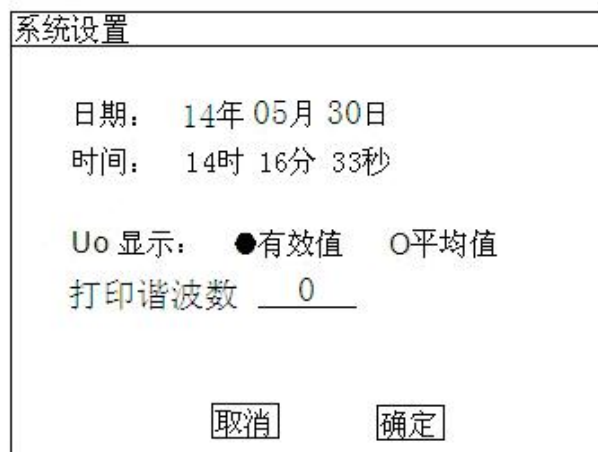 系统设置
日期： 14年 05月 30日
时间： 14时 16分 33秒
Uo 显示： ●有效值 O平均值
打印谐波数 0
取消 确定